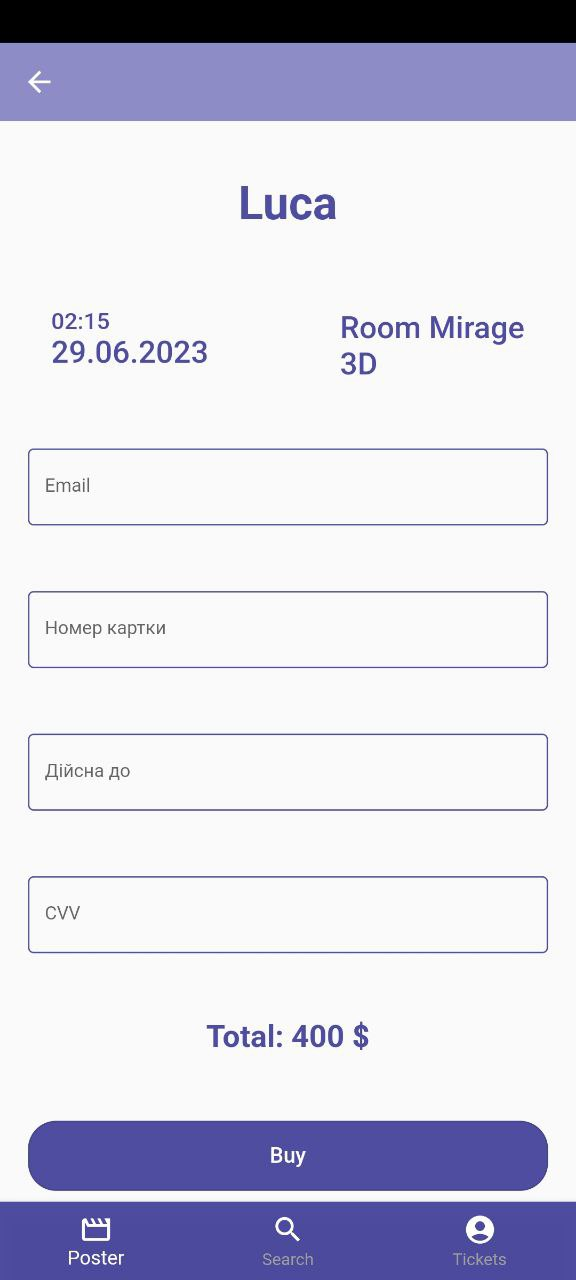 Luca
02:15
29.06.2023
Room Mirage
3D
Email
Номер картки
Дійсна до
CVV
Total: 400 $
Buy
Poster
Search
Tickets